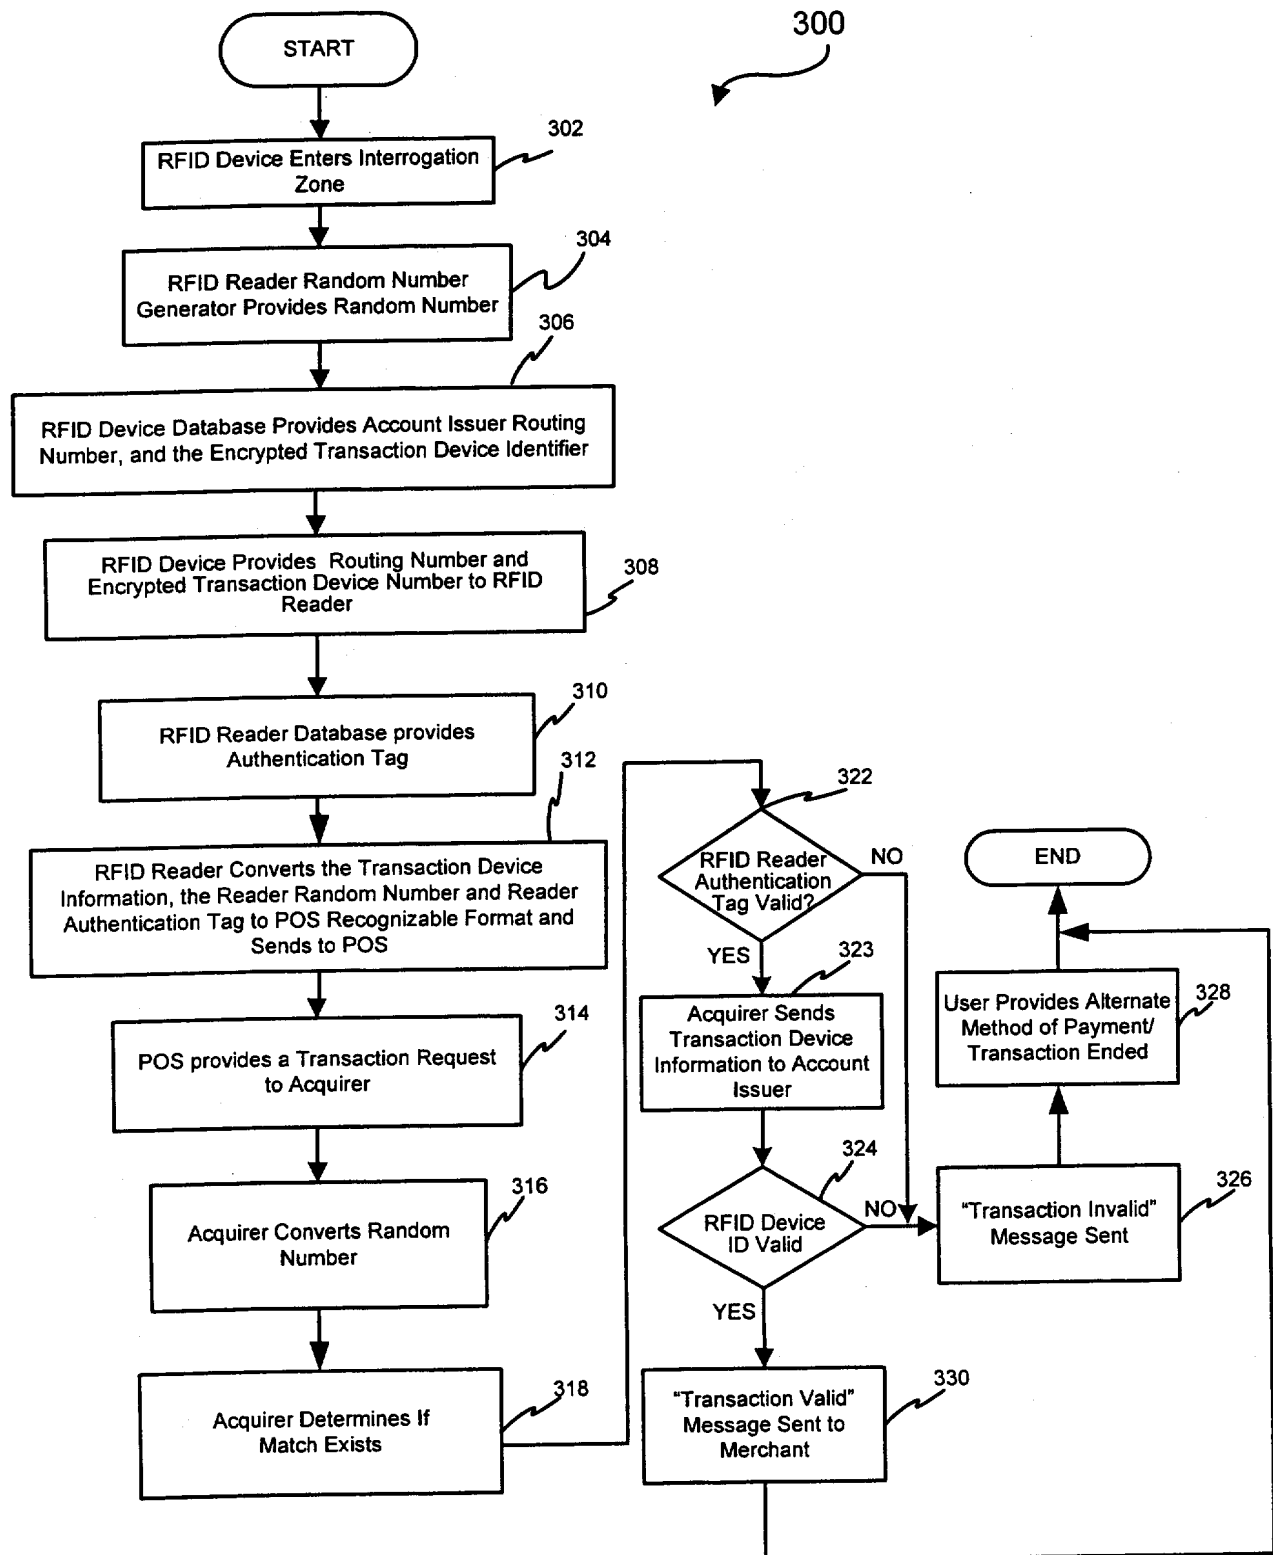 300
START
302
RFID Device Enters Interrogation
Zone
304
RFID Reader Random Number
Generator Provides Random Number
306
RFID Device Database Provides Account Issuer Routing
Number, and the Encrypted Transaction Device Identifier
RFID Device Provides Routing Number and
Encrypted Transaction Device Number to RFID
Reader
308
310
RFID Reader Database provides
Authentication Tag
312
RFID Reader Converts the Transaction Device
Information, the Reader Random Number and Reader
Authentication Tag to POS Recognizable Format and
Sends to POS
314
POS provides a Transaction Request
to Acquirer
316
Acquirer Converts Random
Number
318
Acquirer Determines If
Match Exists
322
RFID Reader
Authentication
Tag Valid?
NO
YES
323
Acquirer Sends
Transaction Device
Information to Account
Issuer
324
RFID Device
ID Valid
NO
YES
"Transaction Valid"
Message Sent to
Merchant
330
END
User Provides Alternate
Method of Payment/
Transaction Ended
328
"Transaction Invalid"
Message Sent
326